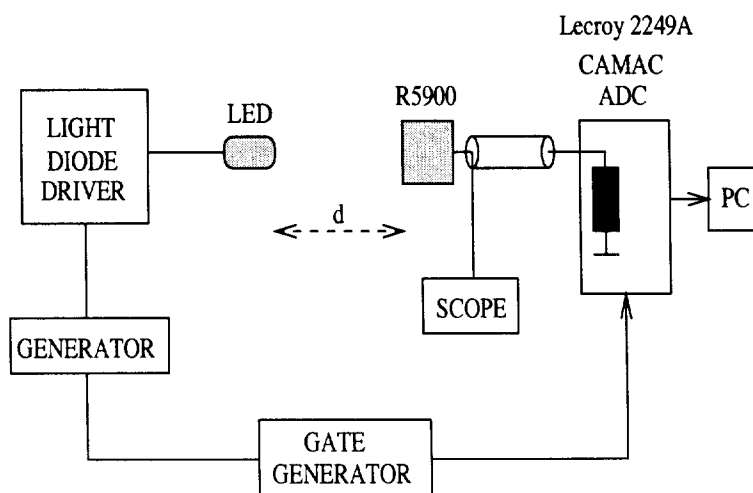 Lecroy 2249A
CAMAC
ADC
R5900
LED
LIGHT
DIODE
DRIVER
PC
d
SCOPE
GENERATOR
GATE
GENERATOR